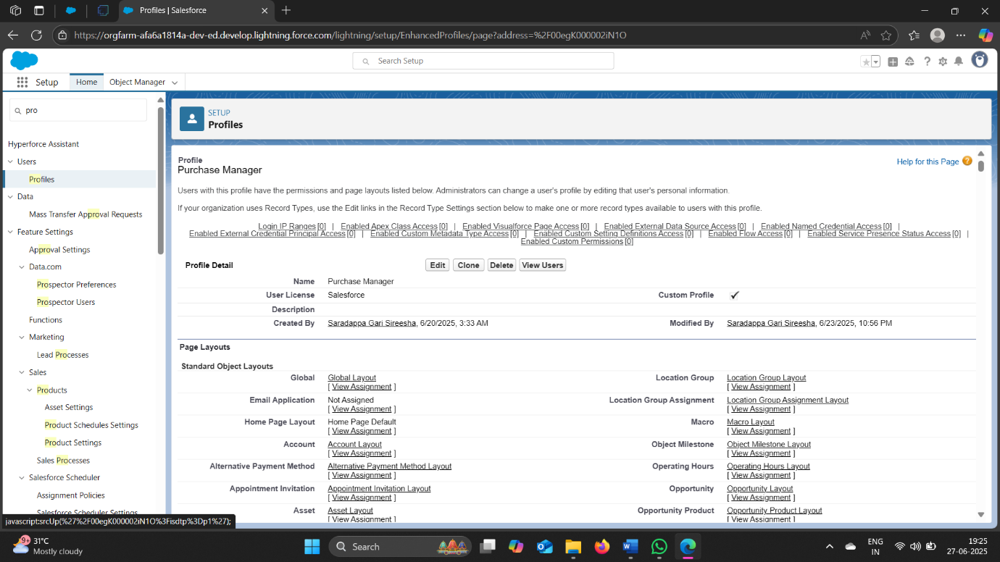 Profiles | Salesforce
https://orgfarm-afa6a1814a-dev-ed.develop.lightning.force.com/lightning/setup/EnhancedProfiles/page?address=%2F00egK000002iN1O
Search Setup
Setup
Home
Object Manager
pro
Hyperforce Assistant
Users
Profiles
Data
Mass Transfer Approval Requests
Feature Settings
Approval Settings
Data.com
Prospector Preferences
Prospector Users
Functions
Marketing
Lead Processes
Sales
Products
Asset Settings
Product Schedules Settings
Product Settings
Sales Processes
Salesforce Scheduler
Assignment Policies
Salesforce Scheduler Settings
javascript:srcUp(%27%2F00egK000002iN1O%3Fisdtp%3Dp1%27);
SETUP
Profiles
Profile
Purchase Manager
Help for this Page
Users with this profile have the permissions and page layouts listed below. Administrators can change a user's profile by editing that user's personal information.
If your organization uses Record Types, use the Edit links in the Record Type Settings section below to make one or more record types available to users with this profile.
Login IP Ranges [0] | Enabled Apex Class Access [0] | Enabled Visualforce Page Access [0] | Enabled External Data Source Access [0] | Enabled Named Credential Access [0] |
Enabled External Credential Principal Access [0] | Enabled Custom Metadata Type Access [0] | Enabled Custom Setting Definitions Access [0] | Enabled Flow Access [0] | Enabled Service Presence Status Access [0] |
Enabled Custom Permissions [0]
Profile Detail Edit Clone Delete View Users
Name Purchase Manager
User License Salesforce Custom Profile ✓
Description
Created By Saradappa Gari Sireesha, 6/20/2025, 3:33 AM Modified By Saradappa Gari Sireesha, 6/23/2025, 10:56 PM
Page Layouts
Standard Object Layouts
Global Global Layout Location Group Location Group Layout
[ View Assignment ] [ View Assignment ]
Email Application Not Assigned Location Group Assignment Location Group Assignment Layout
[ View Assignment ] [ View Assignment ]
Home Page Layout Home Page Default Macro Macro Layout
[ View Assignment ] [ View Assignment ]
Account Account Layout Object Milestone Object Milestone Layout
[ View Assignment ] [ View Assignment ]
Alternative Payment Method Alternative Payment Method Layout Operating Hours Operating Hours Layout
[ View Assignment ] [ View Assignment ]
Appointment Invitation Appointment Invitation Layout Opportunity Opportunity Layout
[ View Assignment ] [ View Assignment ]
Asset Asset Layout Opportunity Product Opportunity Product Layout
[ View Assignment ] [ View Assignment ]
9+
31°C
Mostly cloudy
Search
ENG
IN
19:25
27-06-2025